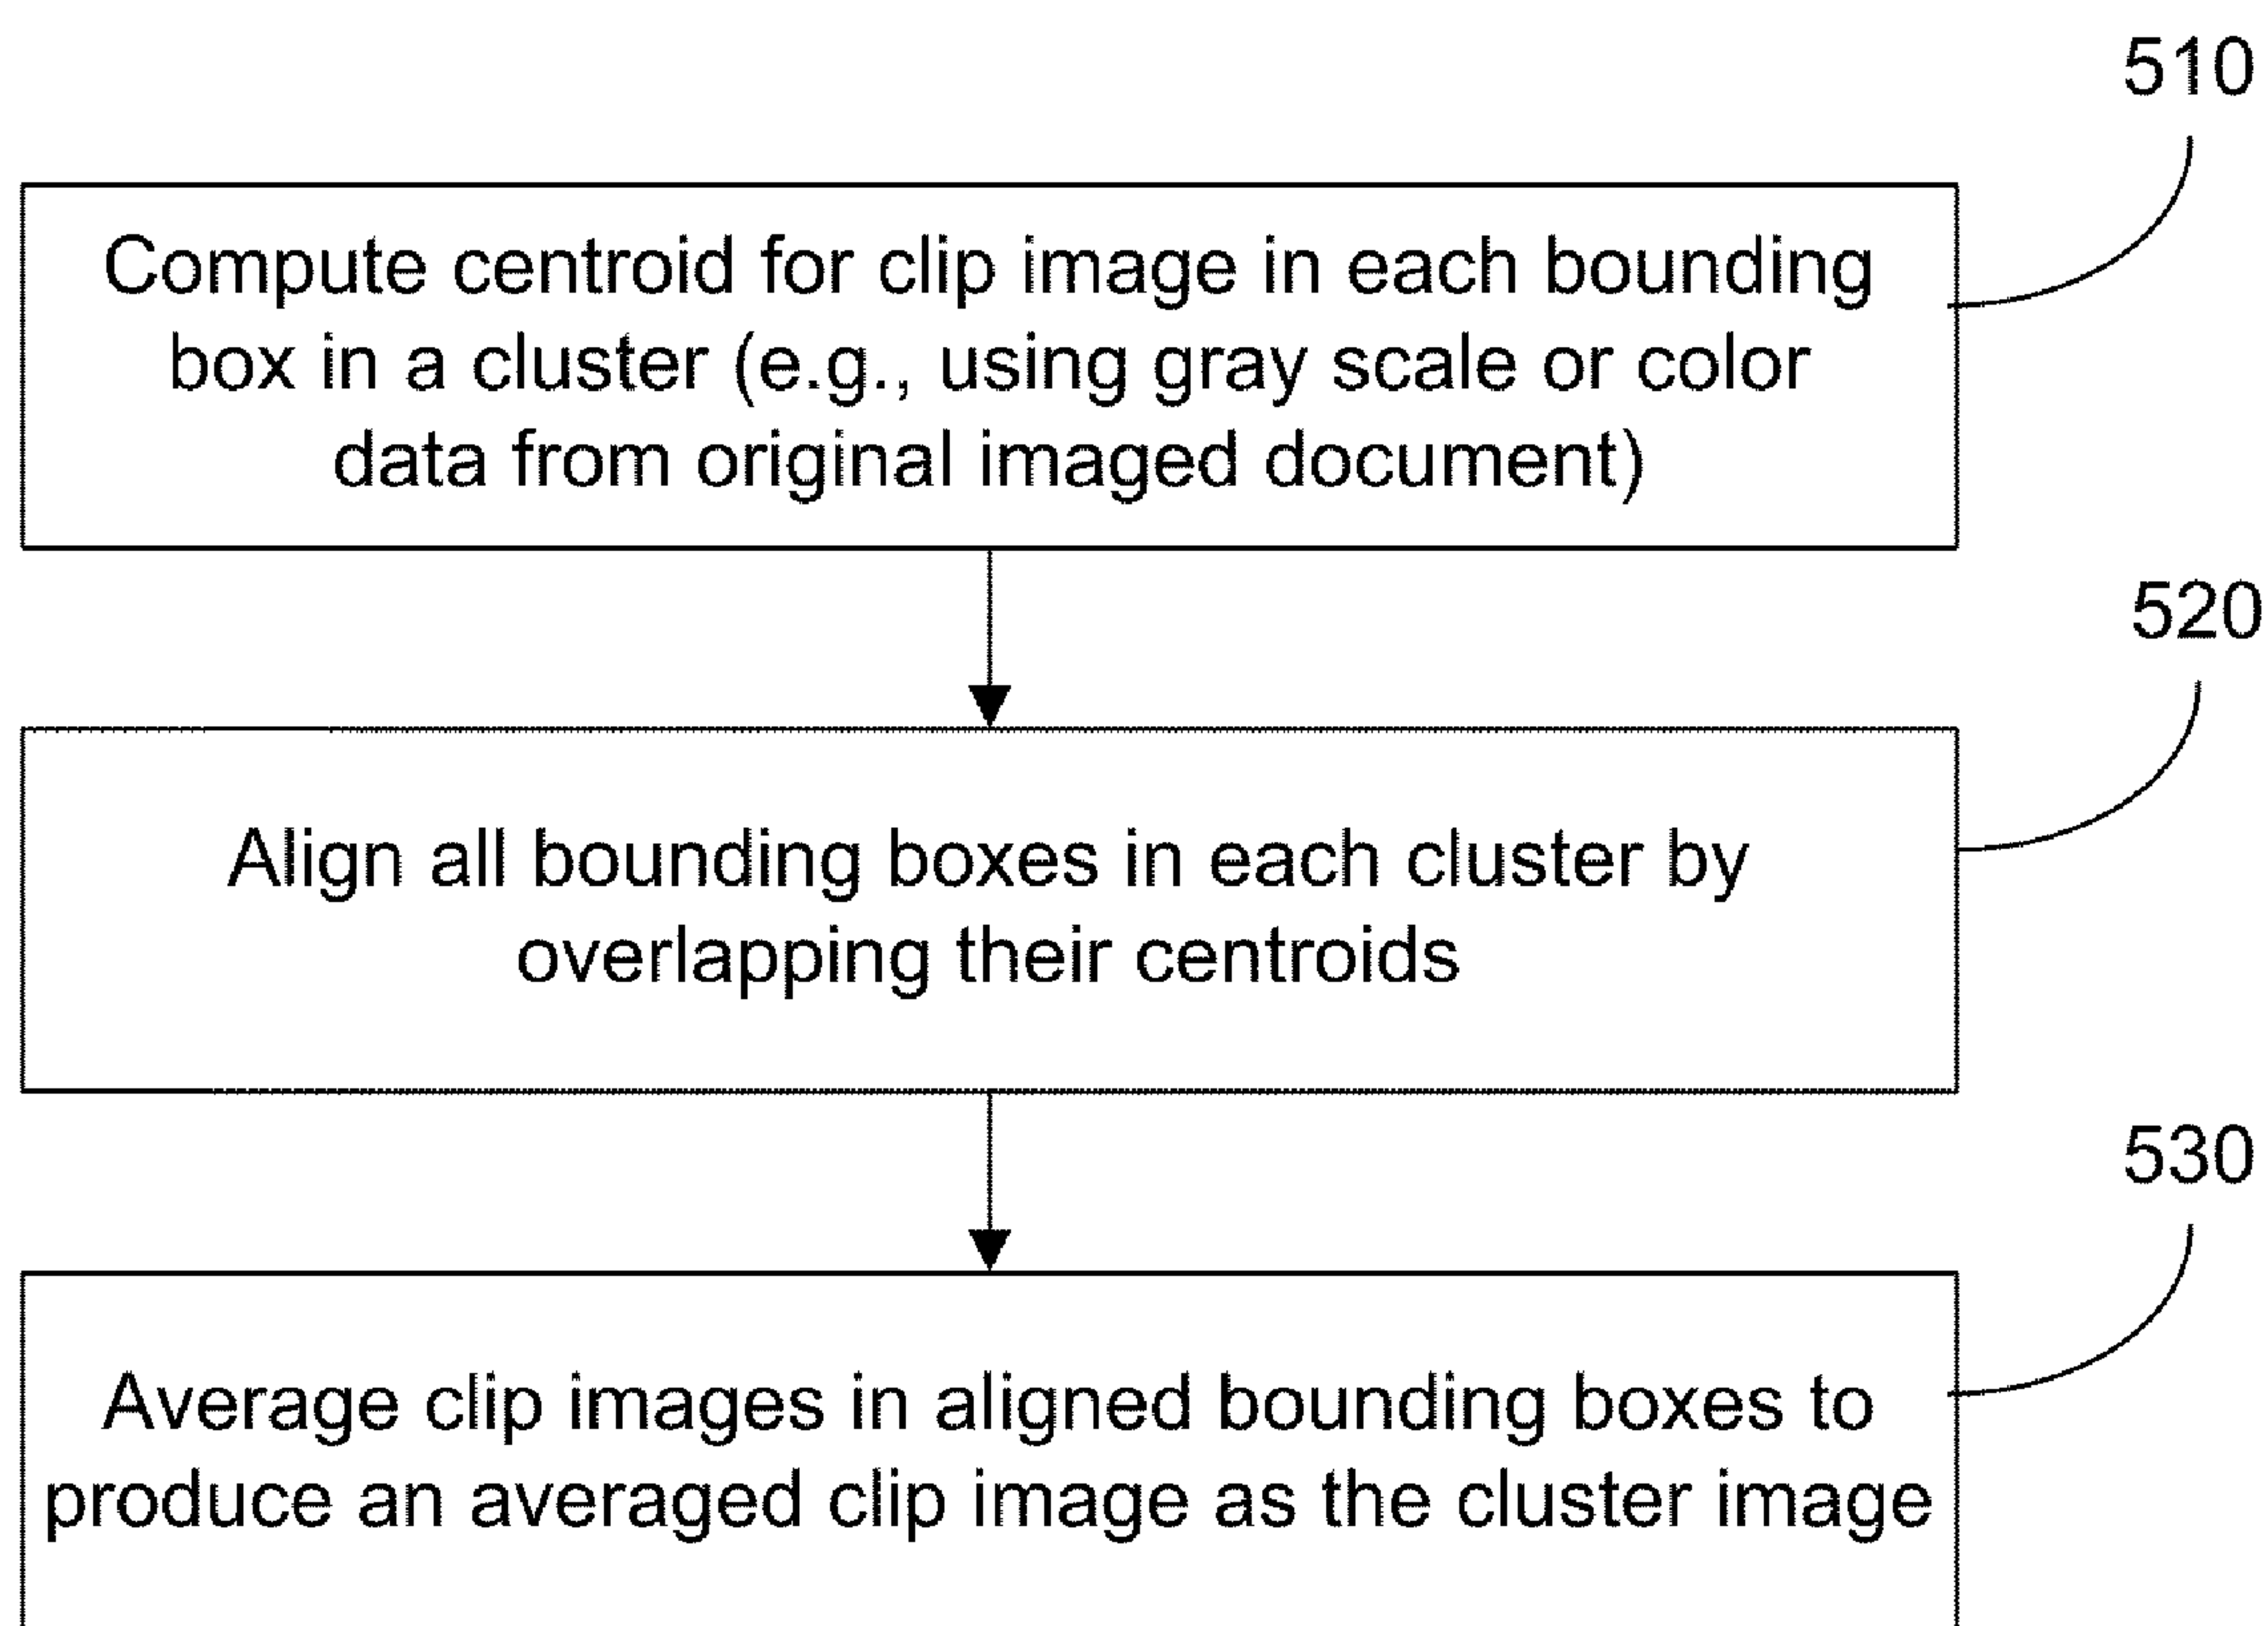 510
Compute centroid for clip image in each bounding
box in a cluster (e.g., using gray scale or color
data from original imaged document)
520
Align all bounding boxes in each cluster by
overlapping their centroids
530
Average clip images in aligned bounding boxes to
produce an averaged clip image as the cluster image